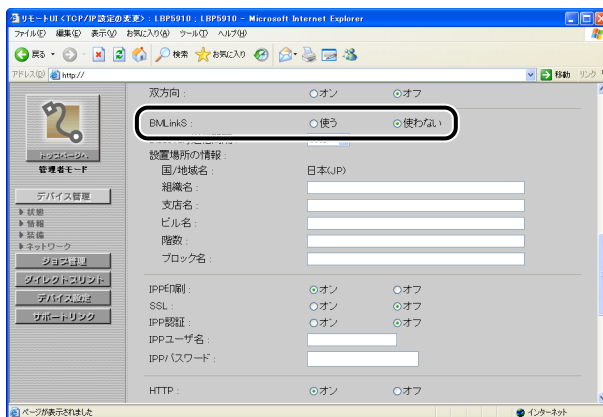 リモートUI <TCP/IP設定の変更> : LBP5910 ; LBP5910 - Microsoft Internet Explorer
ファイル(F) 編集(E) 表示(V) お気に入り(A) ツール(T) ヘルプ(H)
戻る 検索 お気に入り
アドレス(D) http:// 移動 リンク
双方向 : オン オフ
BMLinkS : 使う 使わない
設置場所の情報 :
国/地域名 : 日本(JP)
組織名 :
支店名 :
ビル名 :
階数 :
ブロック名 :
IPP印刷 : オン オフ
SSL : オン オフ
IPP認証 : オン オフ
IPPユーザ名 :
IPPパスワード :
HTTP : オン オフ
トップページへ
管理者モード
デバイス管理
状態
情報
装備
ネットワーク
ジョブ管理
ダイレクトプリント
デバイス設定
サポートリンク
ページが表示されました インターネット